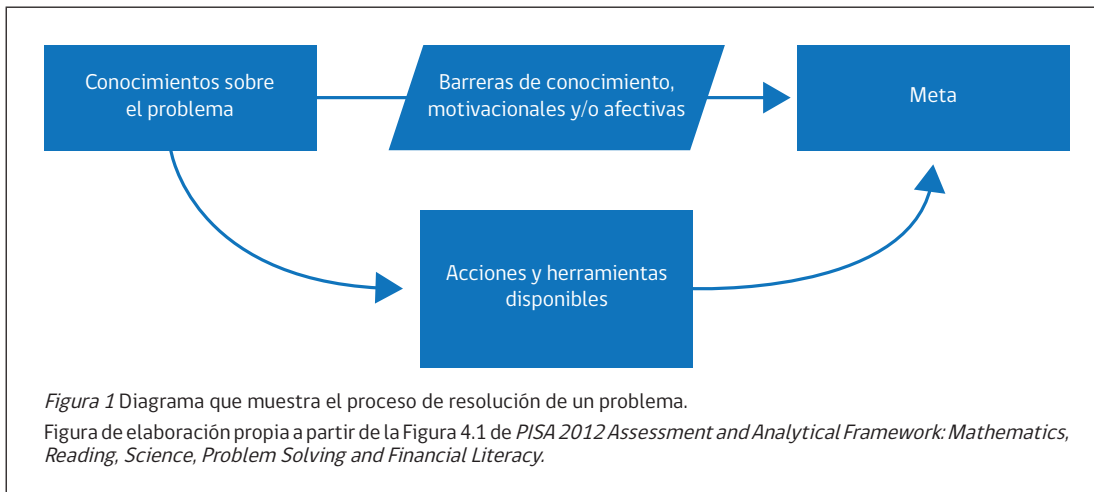 Conocimientos sobre
el problema
Barreras de conocimiento,
motivacionales y/o afectivas
Meta
Acciones y herramientas
disponibles
Figura 1 Diagrama que muestra el proceso de resolución de un problema.
Figura de elaboración propia a partir de la Figura 4.1 de PISA 2012 Assessment and Analytical Framework: Mathematics,
Reading, Science, Problem Solving and Financial Literacy.